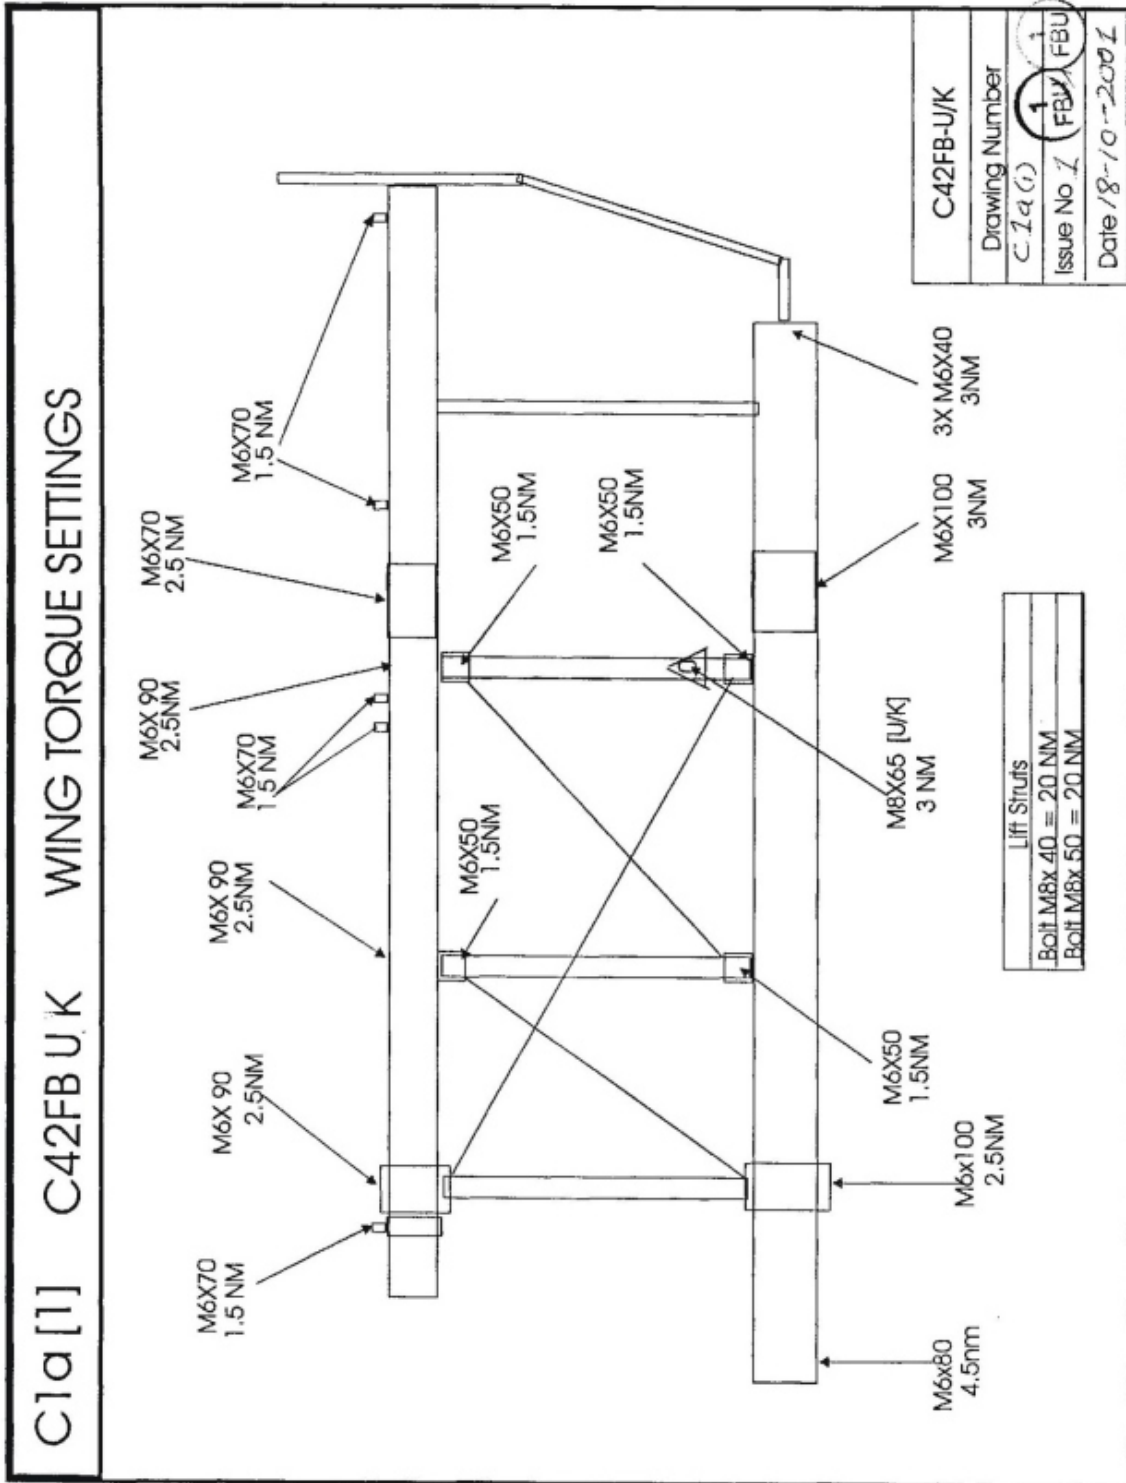 C1a [1] C42FB U.K WING TORQUE SETTINGS
M6X70
1.5 NM
M6X 90
2.5NM
M6X 90
2.5NM
M6X70
1.5 NM
M6X 90
2.5NM
M6X70
2.5 NM
M6X70
1.5 NM
M6X50
1.5NM
M6X50
1.5NM
M6X50
1.5NM
M6X50
1.5NM
M8X65 [U/K]
3 NM
M6x80
4.5nm
M6x100
2.5NM
M6X100
3NM
3X M6X40
3NM
Lift Struts
Bolt M8x 40 = 20 NM
Bolt M8x 50 = 20 NM
C42FB-U/K
Drawing Number
C1a(i)
1
FBU
1
FBU
Issue No 1
Date 18-10-2001